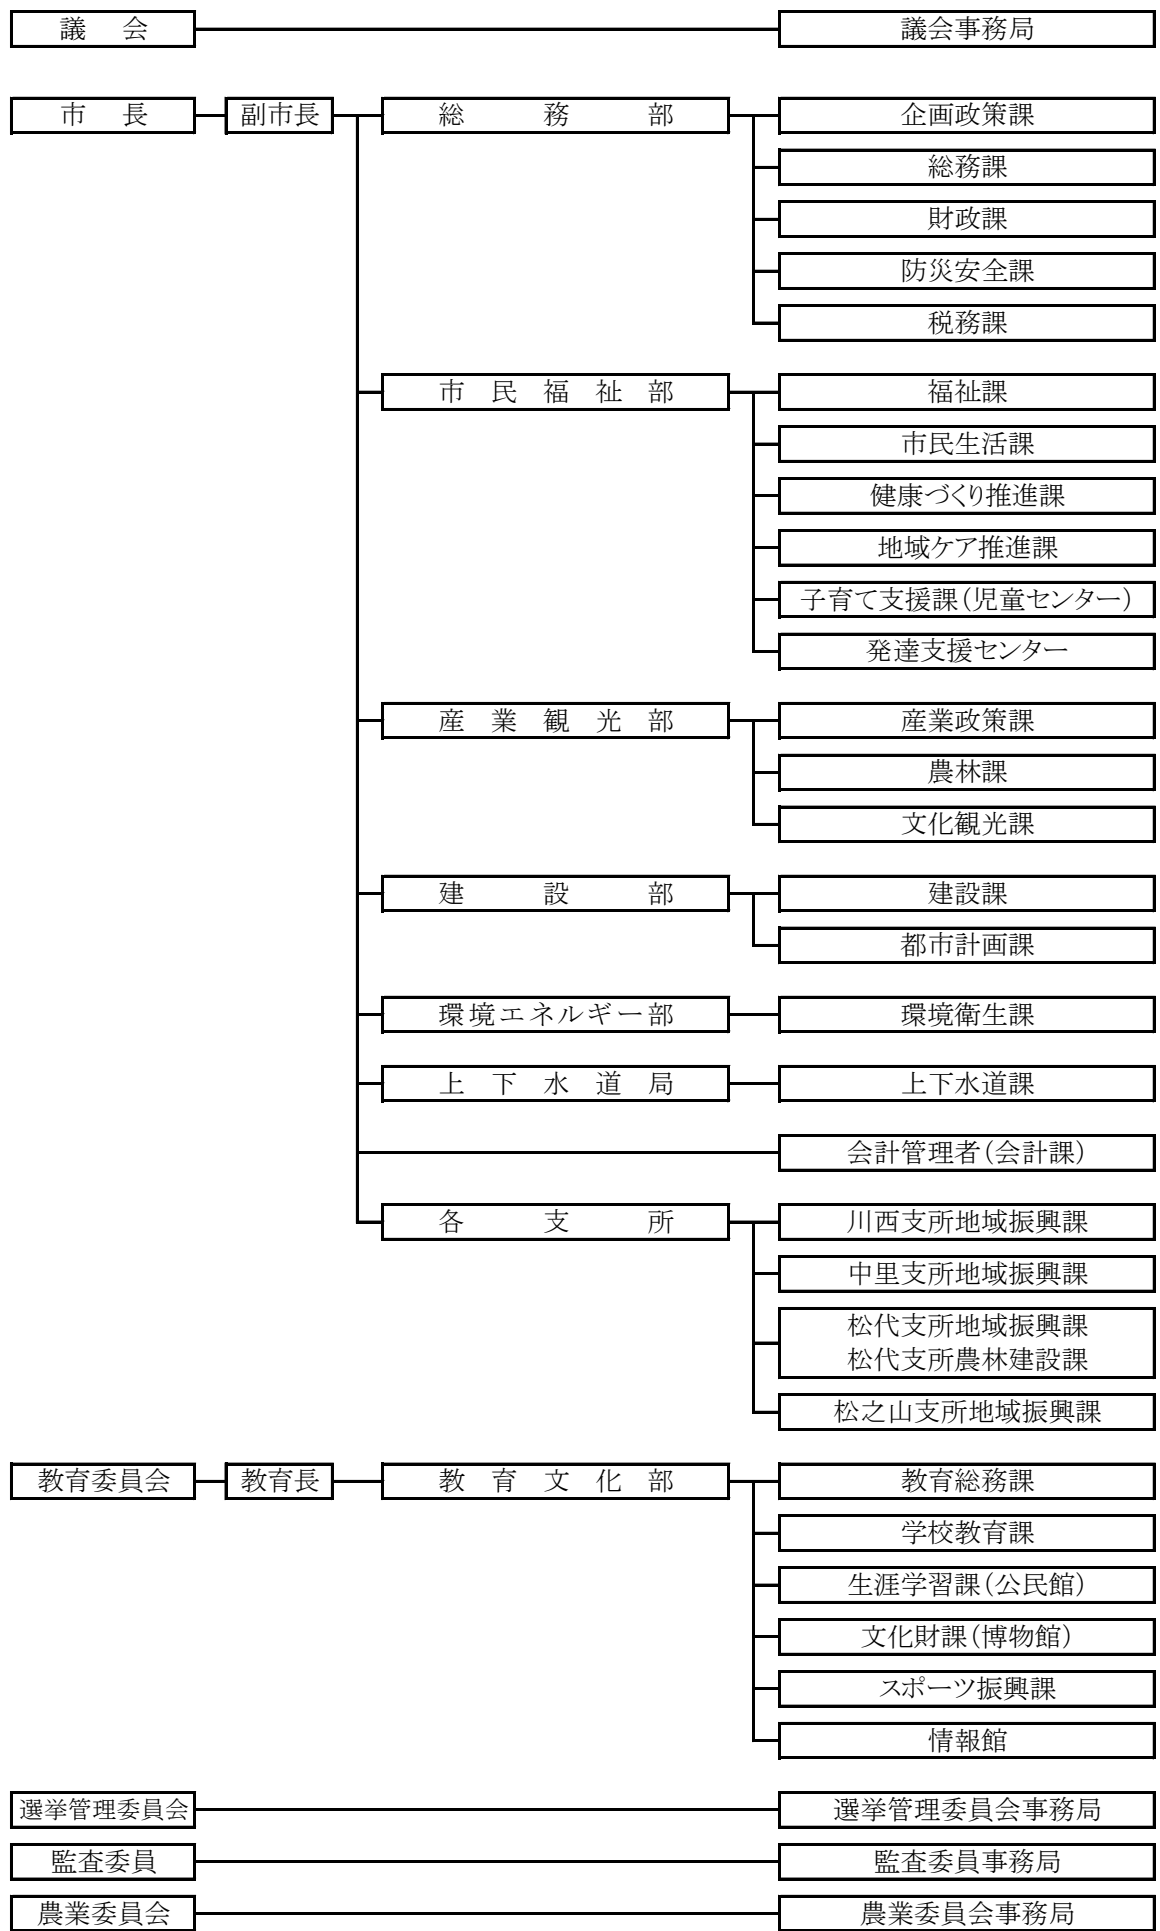 議会
議会事務局
市長
副市長
総務部
企画政策課
総務課
財政課
防災安全課
税務課
市民福祉部
福祉課
市民生活課
健康づくり推進課
地域ケア推進課
子育て支援課（児童センター）
発達支援センター
産業観光部
産業政策課
農林課
文化観光課
建設部
建設課
都市計画課
環境エネルギー部
環境衛生課
上下水道局
上下水道課
会計管理者（会計課）
各支所
川西支所地域振興課
中里支所地域振興課
松代支所地域振興課
松代支所農林建設課
松之山支所地域振興課
教育委員会
教育長
教育文化部
教育総務課
学校教育課
生涯学習課（公民館）
文化財課（博物館）
スポーツ振興課
情報館
選挙管理委員会
選挙管理委員会事務局
監査委員
監査委員事務局
農業委員会
農業委員会事務局